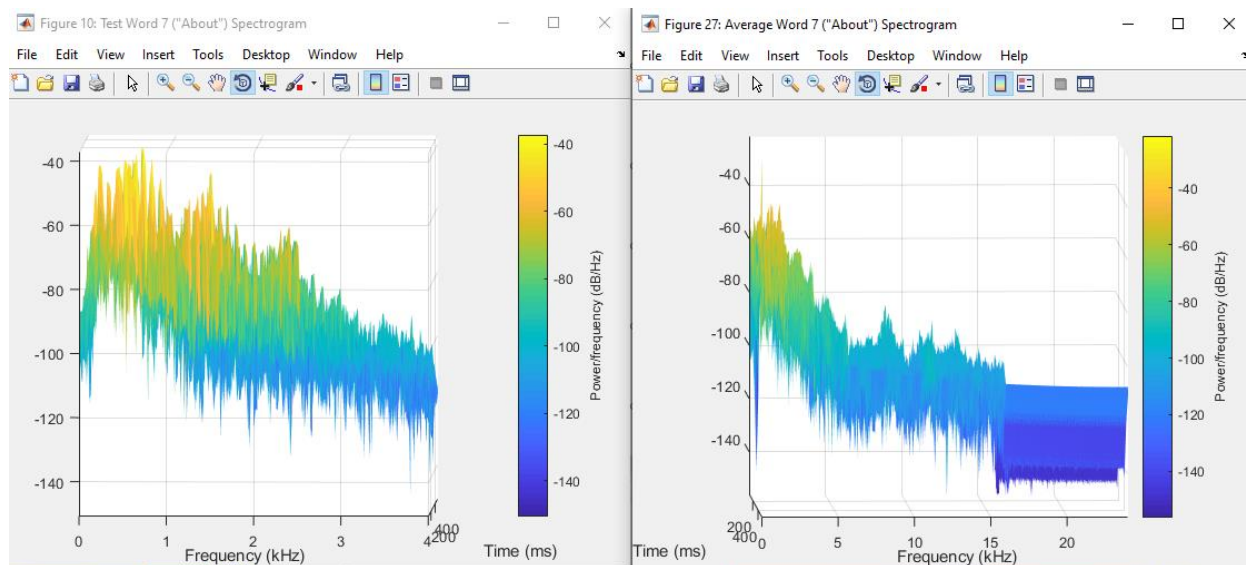 Figure 10: Test Word 7 ("About") Spectrogram
File Edit View Insert Tools Desktop Window Help
-40
-60
-80
-100
-120
-140
0 1 2 3 4
400
200
Frequency (kHz)
Time (ms)
-40
-60
-80
-100
-120
-140
Power/frequency (dB/Hz)
Figure 27: Average Word 7 ("About") Spectrogram
File Edit View Insert Tools Desktop Window Help
-40
-60
-80
-100
-120
-140
200
400
0 5 10 15 20
Time (ms)
Frequency (kHz)
-40
-60
-80
-100
-120
-140
Power/frequency (dB/Hz)